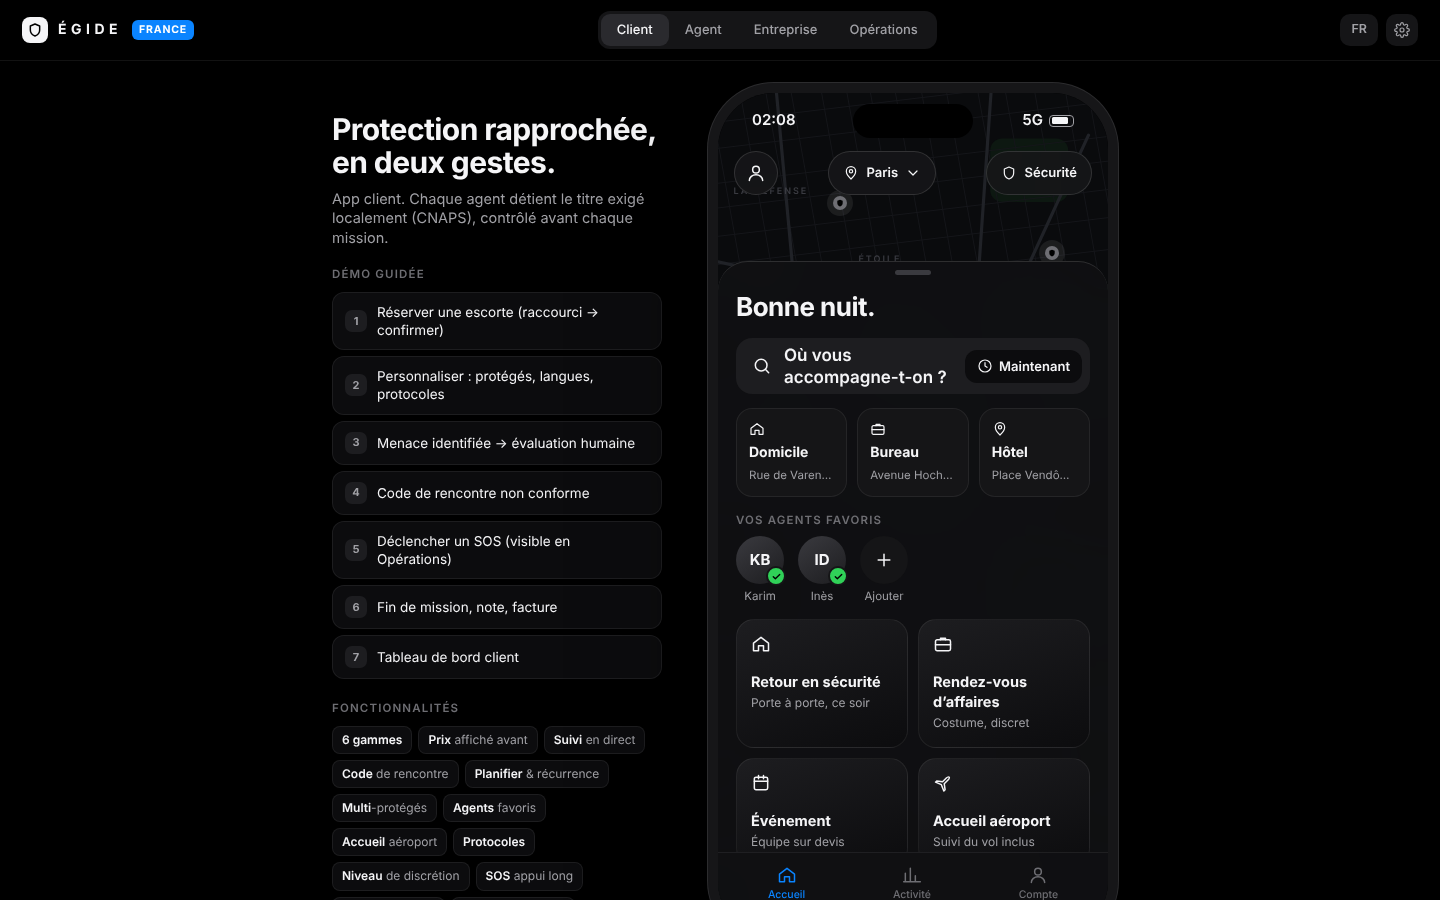 ÉGIDE FRANCE
Client Agent Entreprise Opérations
FR
Protection rapprochée,
en deux gestes.
App client. Chaque agent détient le titre exigé
localement (CNAPS), contrôlé avant chaque
mission.
DÉMO GUIDÉE
1 Réserver une escorte (raccourci →
confirmer)
2 Personnaliser : protégés, langues,
protocoles
3 Menace identifiée → évaluation humaine
4 Code de rencontre non conforme
5 Déclencher un SOS (visible en
Opérations)
6 Fin de mission, note, facture
7 Tableau de bord client
FONCTIONNALITÉS
6 gammes Prix affiché avant Suivi en direct
Code de rencontre Planifier & récurrence
Multi-protégés Agents favoris
Accueil aéroport Protocoles
Niveau de discrétion SOS appui long
02:08 5G
Paris Sécurité
ÉTOILE
Bonne nuit.
Où vous
accompagne-t-on ?
Maintenant
Domicile Bureau Hôtel
Rue de Varen... Avenue Hoch... Place Vendô...
VOS AGENTS FAVORIS
KB ID
Karim Inès Ajouter
Retour en sécurité
Porte à porte, ce soir
Rendez-vous
d’affaires
Costume, discret
Événement
Équipe sur devis
Accueil aéroport
Suivi du vol inclus
Accueil Activité Compte